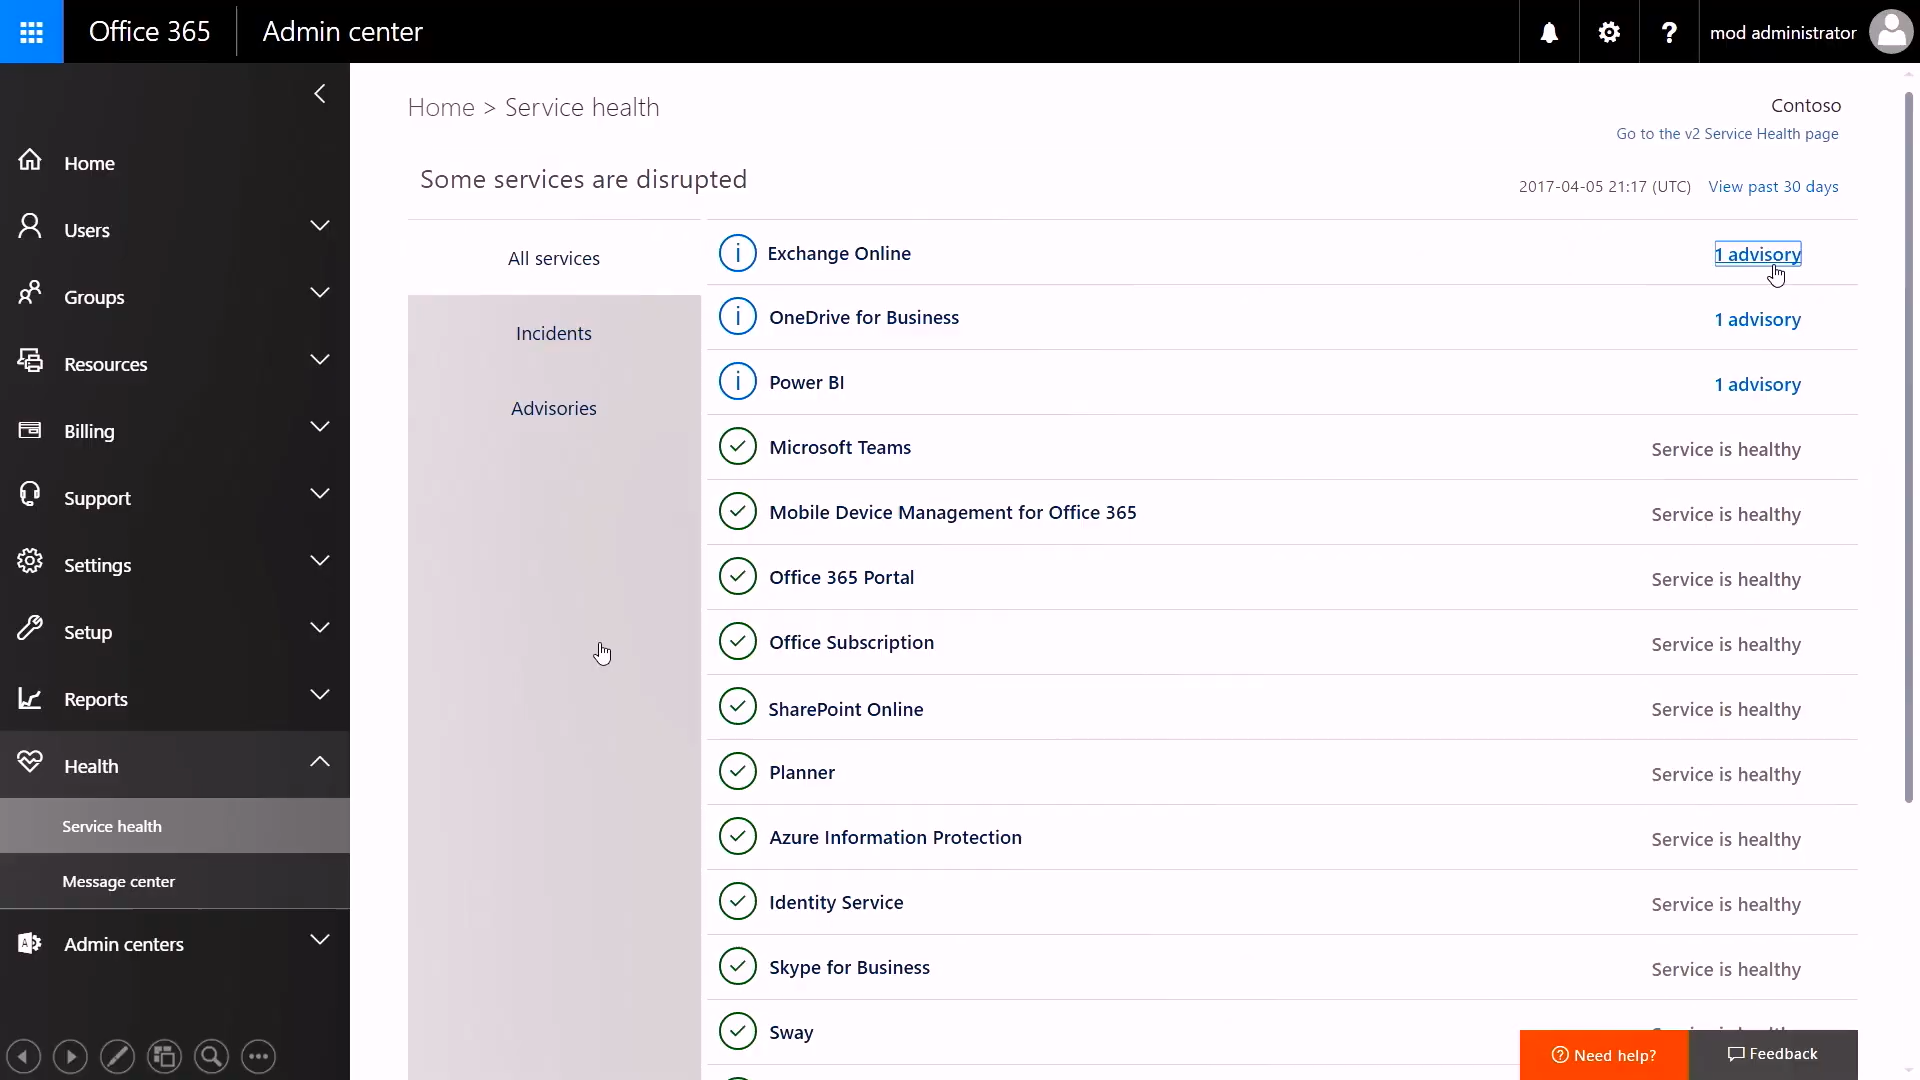 Office 365
Admin center
mod administrator
Home > Service health
Contoso
Go to the v2 Service Health page
Some services are disrupted
2017-04-05 21:17 (UTC)
View past 30 days
Home
Users
Groups
Resources
Billing
Support
Settings
Setup
Reports
Health
Service health
Message center
Admin centers
All services
Incidents
Advisories
Exchange Online
1 advisory
OneDrive for Business
1 advisory
Power BI
1 advisory
Microsoft Teams
Service is healthy
Mobile Device Management for Office 365
Service is healthy
Office 365 Portal
Service is healthy
Office Subscription
Service is healthy
SharePoint Online
Service is healthy
Planner
Service is healthy
Azure Information Protection
Service is healthy
Identity Service
Service is healthy
Skype for Business
Service is healthy
Sway
Need help?
Feedback